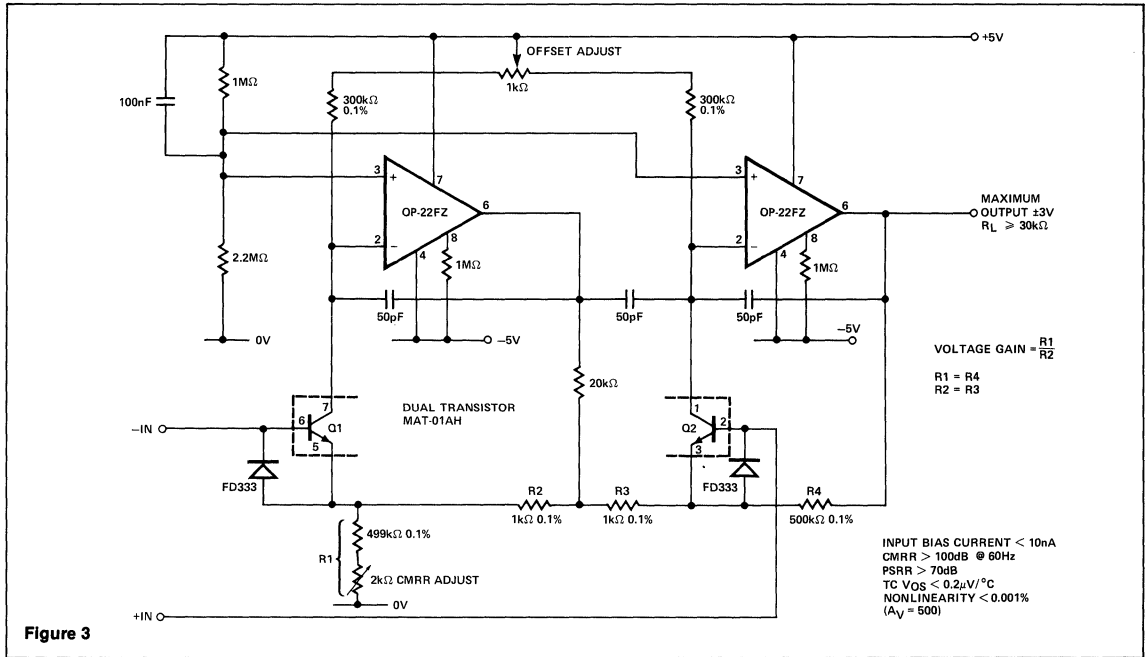 +5V
OFFSET ADJUST
1MΩ
1kΩ
100nF
300kΩ
0.1%
300kΩ
0.1%
3
+
7
OP-22FZ
6
2
−
8
4
1MΩ
3
+
7
OP-22FZ
6
2
−
8
4
1MΩ
MAXIMUM
OUTPUT ±3V
RL ⩾ 30kΩ
2.2MΩ
0V
50pF
50pF
50pF
−5V
−5V
VOLTAGE GAIN = R1
R2
R1 = R4
R2 = R3
20kΩ
DUAL TRANSISTOR
MAT-01AH
7
6
Q1
5
1
Q2
2
3
−IN
FD333
FD333
R2
R3
R4
1kΩ 0.1%
1kΩ 0.1%
500kΩ 0.1%
R1
499kΩ 0.1%
2kΩ CMRR ADJUST
0V
+IN
INPUT BIAS CURRENT < 10nA
CMRR > 100dB @ 60Hz
PSRR > 70dB
TC VOS < 0.2μV/°C
NONLINEARITY < 0.001%
(AV = 500)
Figure 3